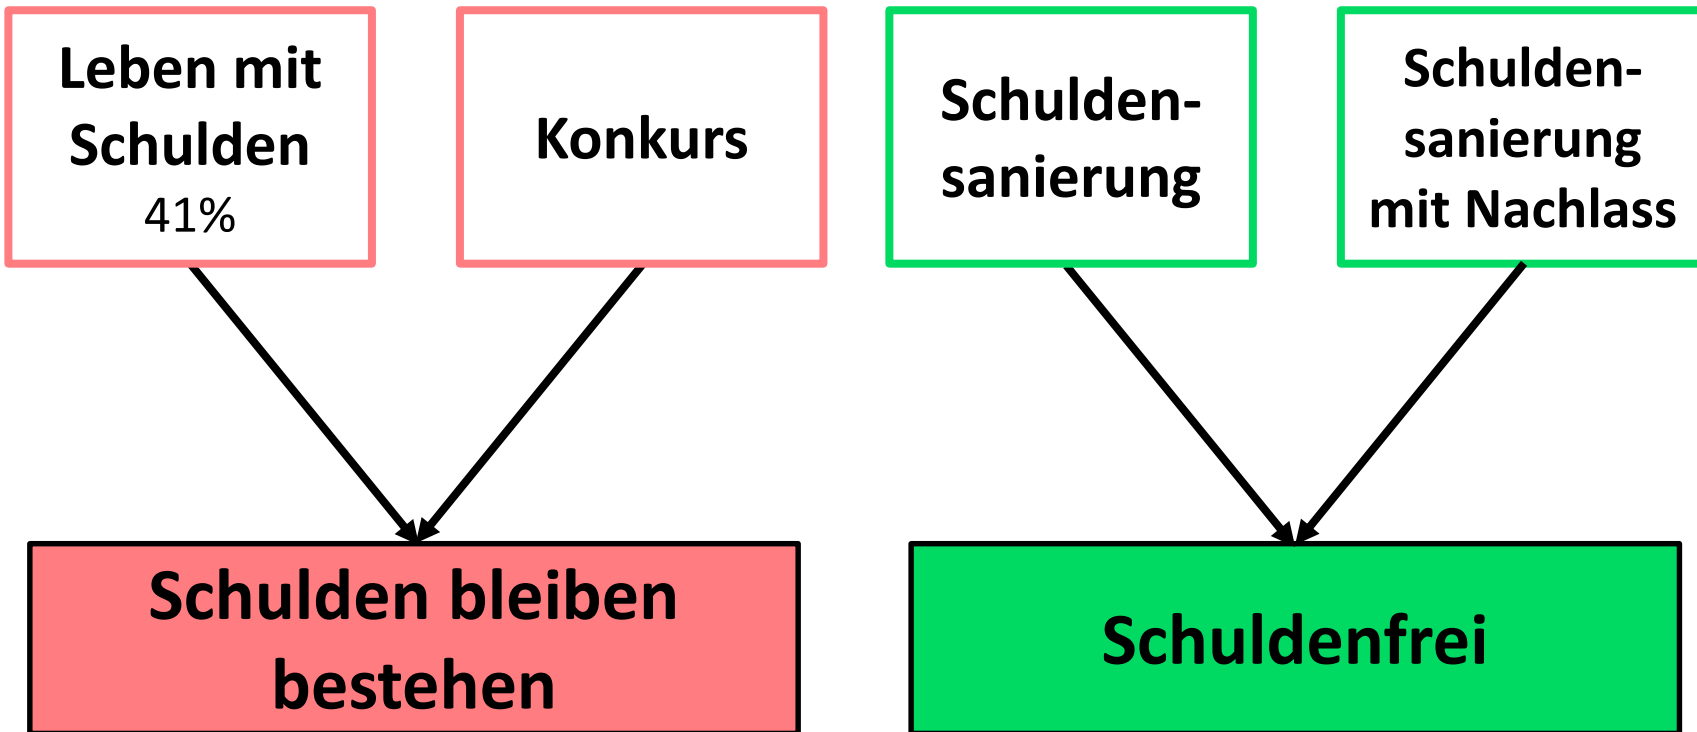 Leben mit
Schulden
41%
Konkurs
Schulden-
sanierung
Schulden-
sanierung
mit Nachlass
Schulden bleiben
bestehen
Schuldenfrei